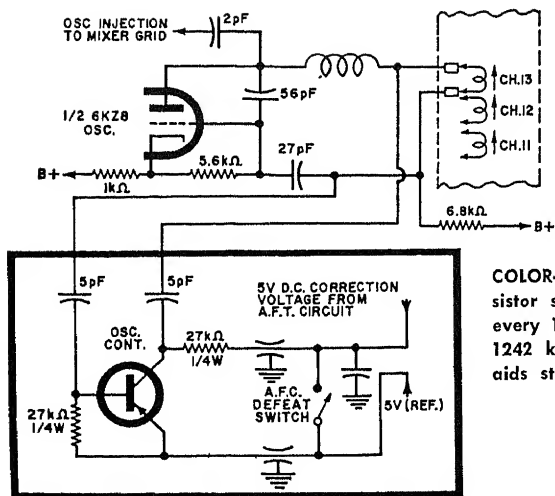 OSC INJECTION
TO MIXER GRID
2pF
56pF
1/2 6KZ8
OSC.
CH.13
CH.12
CH.11
27pF
B+
1kΩ
5.6kΩ
6.8kΩ
B+
5pF
5pF
5V D.C. CORRECTION
VOLTAGE FROM
A.F.T. CIRCUIT
OSC.
CONT.
27kΩ
1/4W
A.F.C.
DEFEAT
SWITCH
5V (REF.)
27kΩ
1/4W
COLOR-
sistor s
every 1
1242 k
aids st